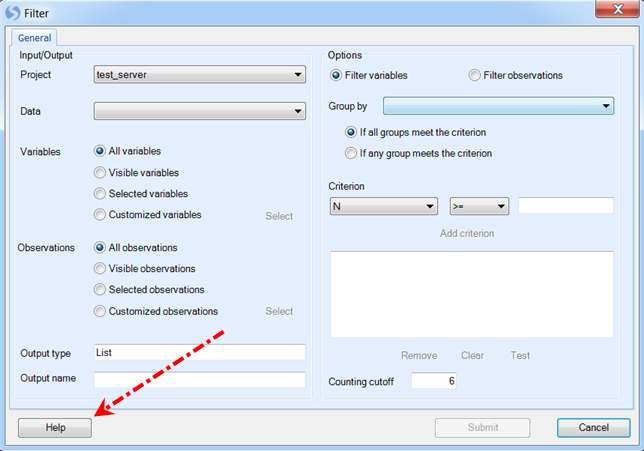 Filter
General
Input/Output
Project
test_server
Data
Variables
All variables
Visible variables
Selected variables
Customized variables
Select
Observations
All observations
Visible observations
Selected observations
Customized observations
Select
Output type
List
Output name
Options
Filter variables
Filter observations
Group by
If all groups meet the criterion
If any group meets the criterion
Criterion
N
>=
Add criterion
Remove
Clear
Test
Counting cutoff
6
Help
Submit
Cancel